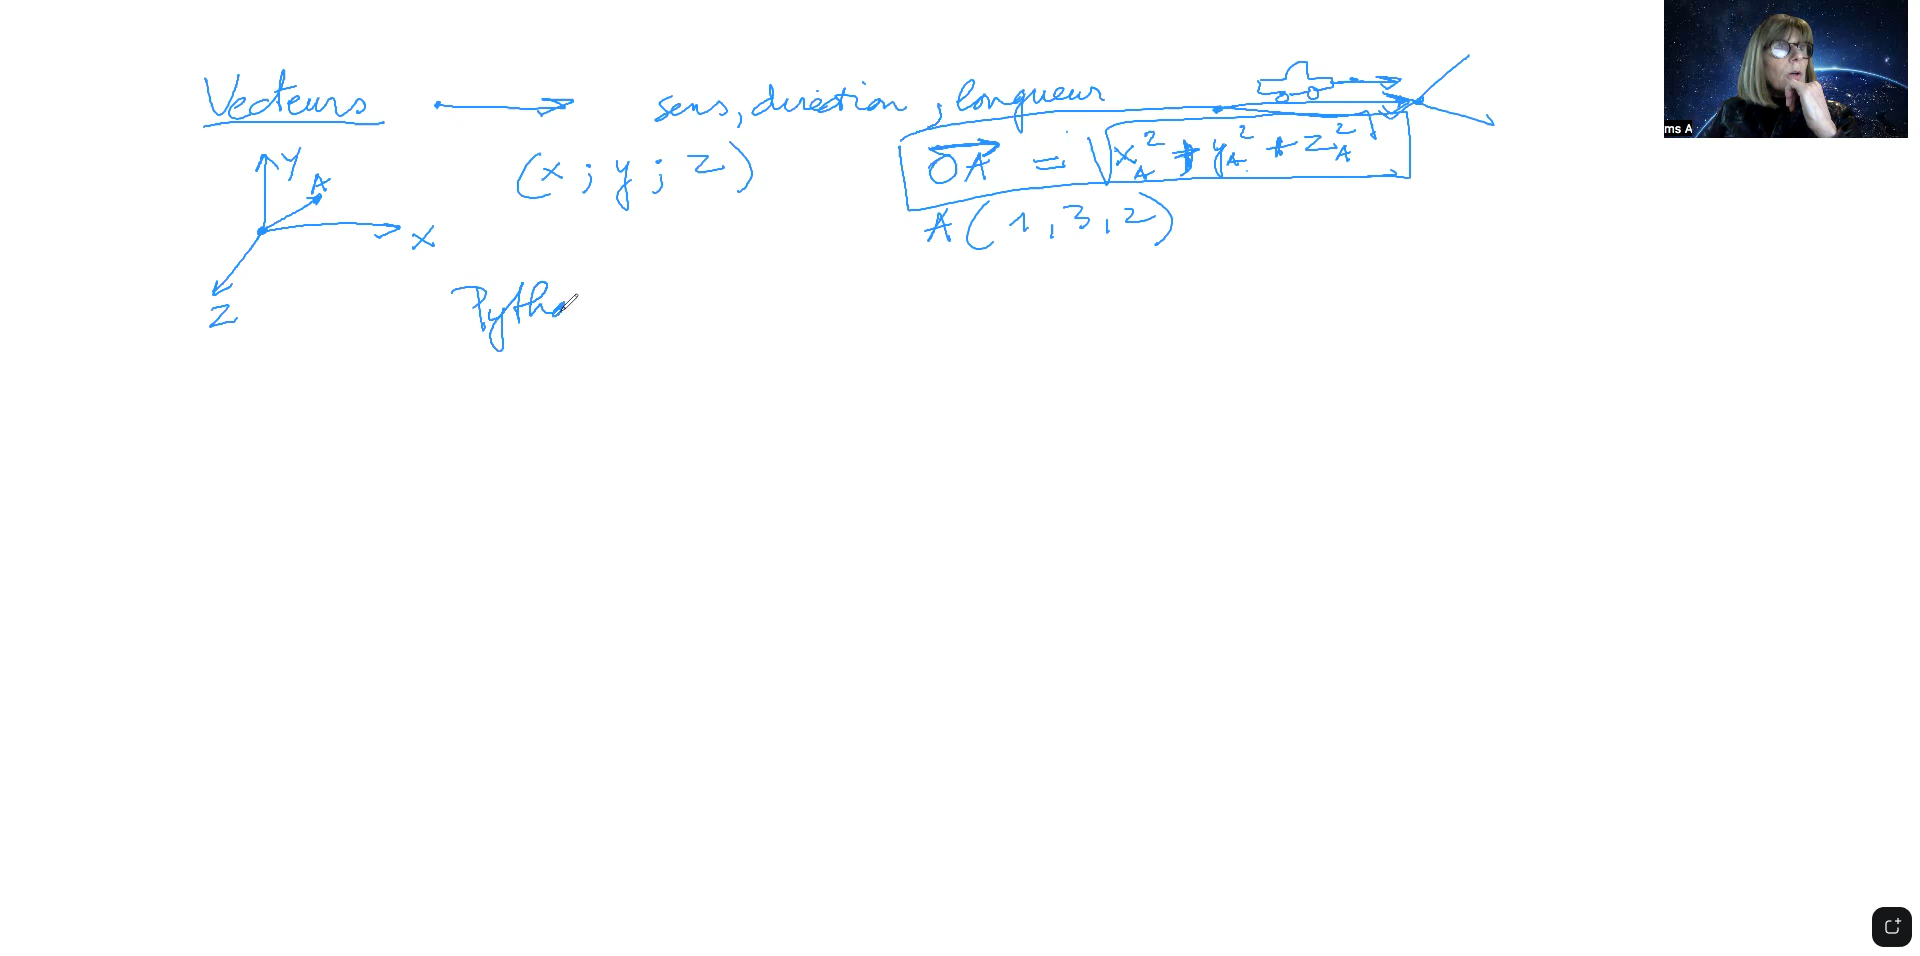 Vecteurs sens, direction, longueur
(x ; y ; z) OA = √x_A² + y_A² + z_A²
Y
A
X
Z
A (1, 3, 2)
Pytha
ms A